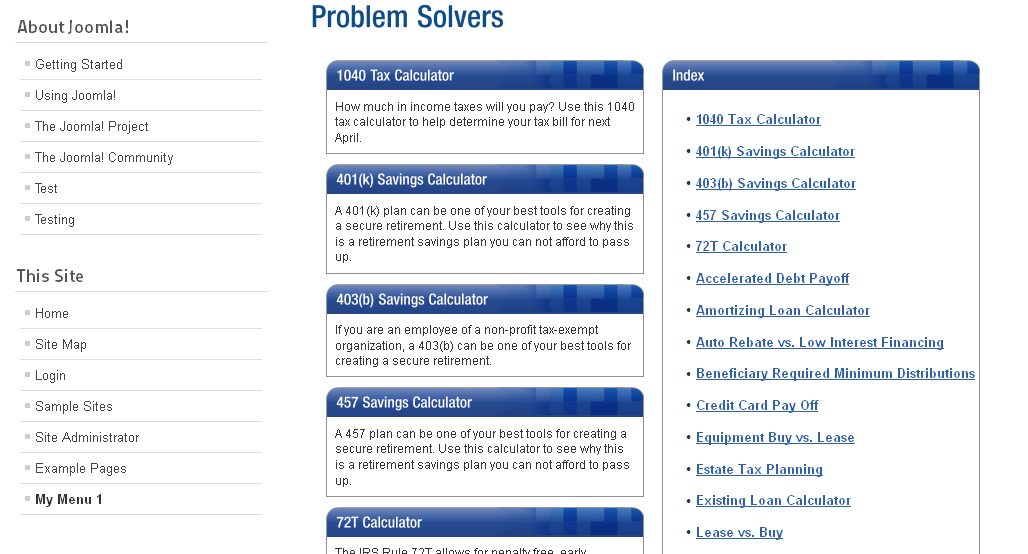 About Joomla!
Getting Started
Using Joomla!
The Joomla! Project
The Joomla! Community
Test
Testing
This Site
Home
Site Map
Login
Sample Sites
Site Administrator
Example Pages
My Menu 1
Problem Solvers
1040 Tax Calculator
How much in income taxes will you pay? Use this 1040
tax calculator to help determine your tax bill for next
April.
401(k) Savings Calculator
A 401(k) plan can be one of your best tools for creating
a secure retirement. Use this calculator to see why this
is a retirement savings plan you can not afford to pass
up.
403(b) Savings Calculator
If you are an employee of a non-profit tax-exempt
organization, a 403(b) can be one of your best tools for
creating a secure retirement.
457 Savings Calculator
A 457 plan can be one of your best tools for creating a
secure retirement. Use this calculator to see why this
is a retirement savings plan you can not afford to pass
up.
72T Calculator
The IRS Rule 72T allows for penalty free, early
Index
• 1040 Tax Calculator
• 401(k) Savings Calculator
• 403(b) Savings Calculator
• 457 Savings Calculator
• 72T Calculator
• Accelerated Debt Payoff
• Amortizing Loan Calculator
• Auto Rebate vs. Low Interest Financing
• Beneficiary Required Minimum Distributions
• Credit Card Pay Off
• Equipment Buy vs. Lease
• Estate Tax Planning
• Existing Loan Calculator
• Lease vs. Buy